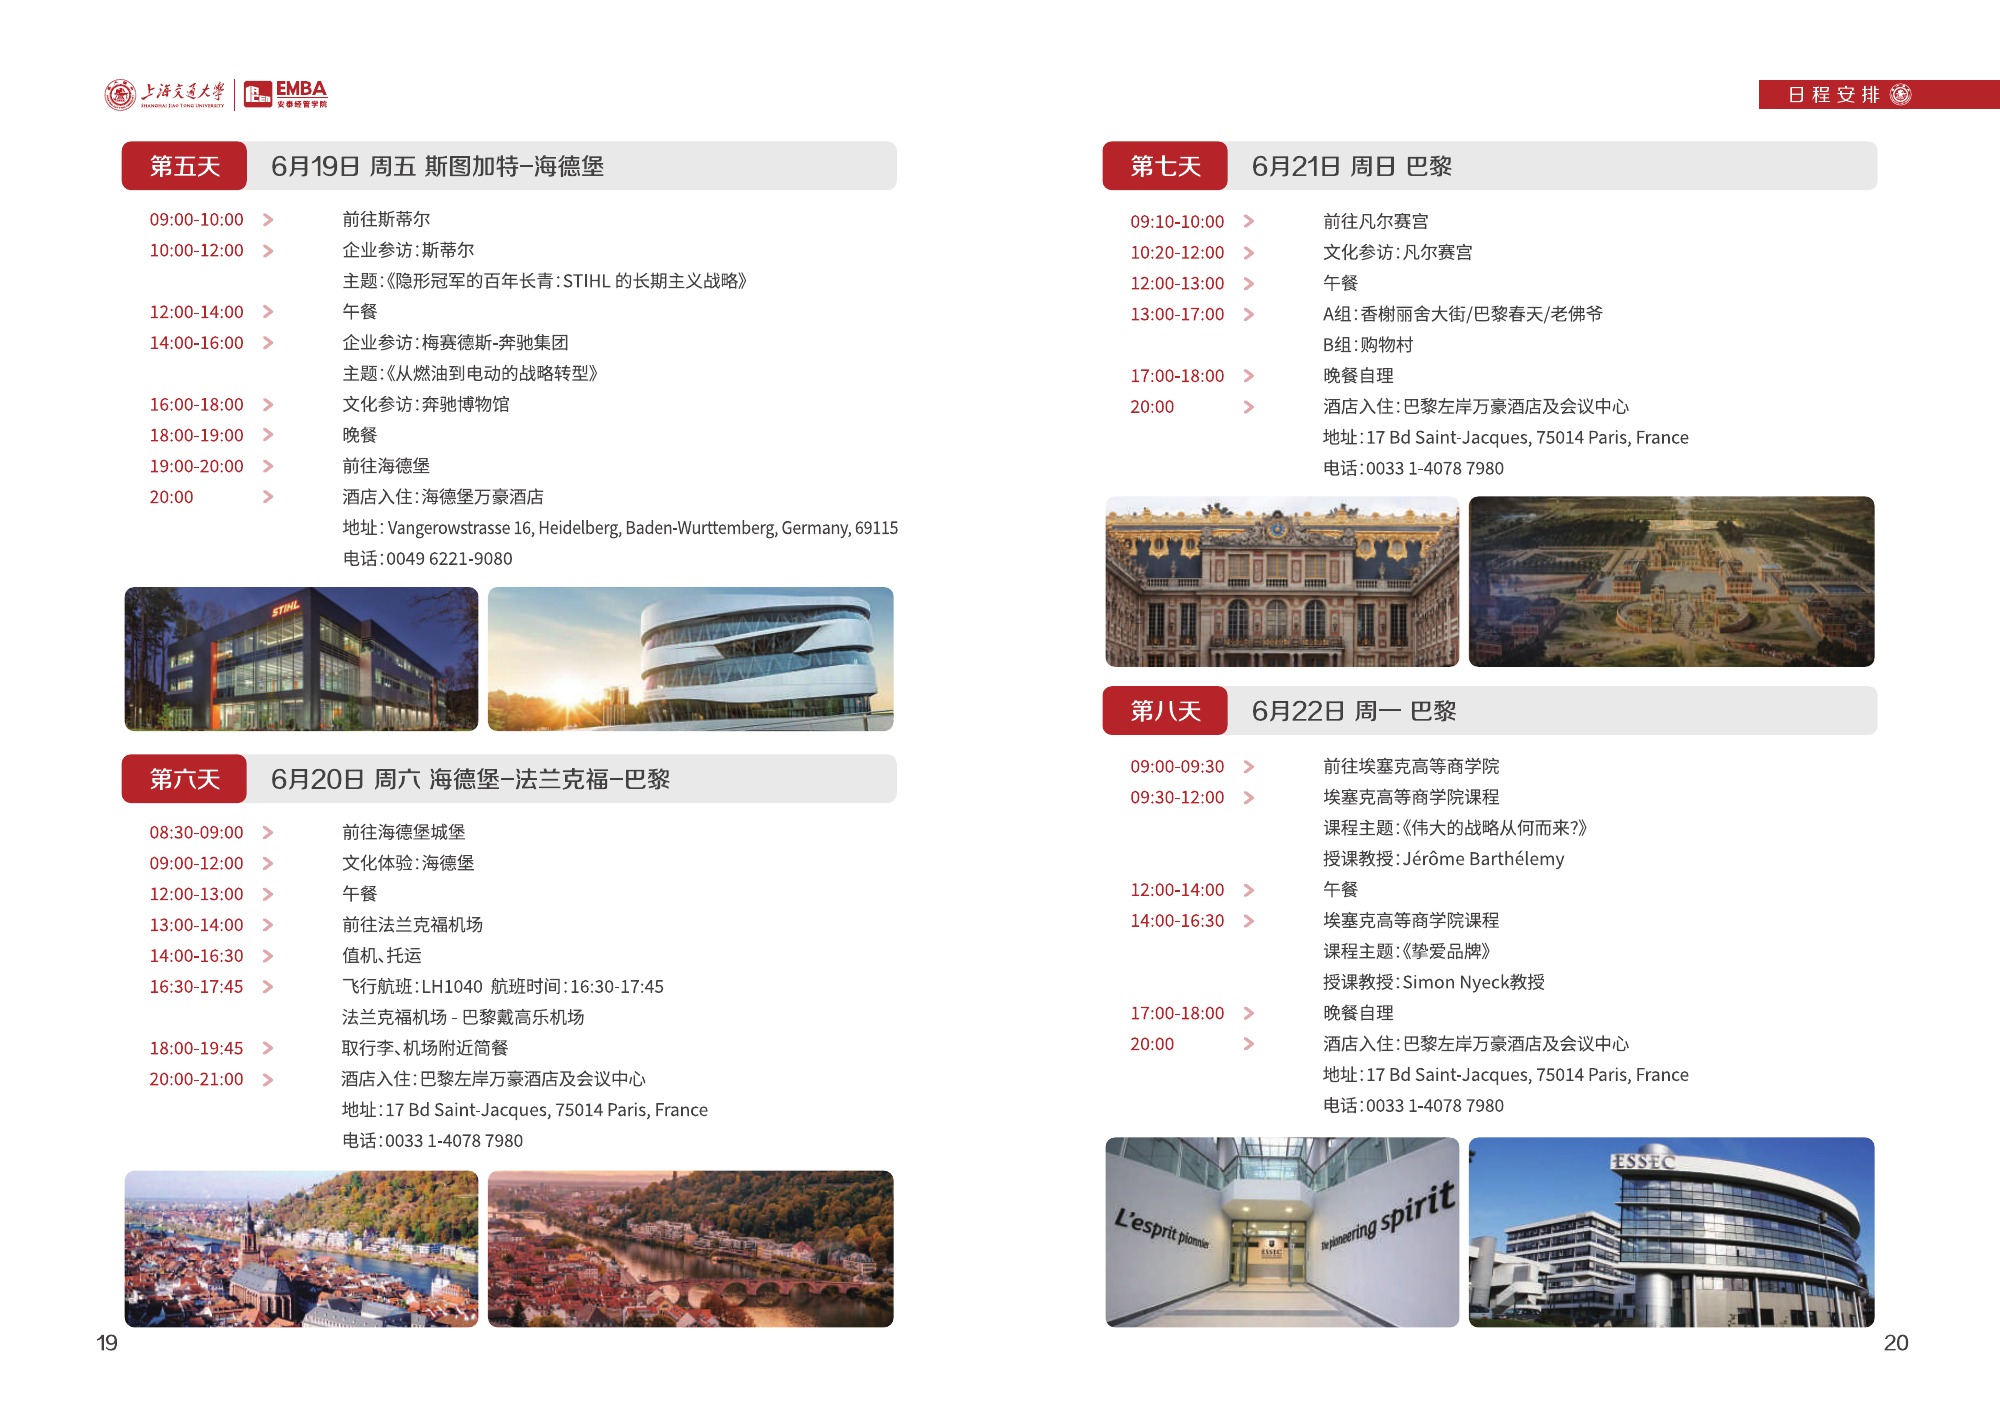 上海交通大学
SHANGHAI JIAO TONG UNIVERSITY
EMBA
安泰经管学院
日程安排
第五天 6月19日 周五 斯图加特-海德堡
09:00-10:00 前往斯蒂尔
10:00-12:00 企业参访：斯蒂尔
主题：《隐形冠军的百年长青：STIHL 的长期主义战略》
12:00-14:00 午餐
14:00-16:00 企业参访：梅赛德斯-奔驰集团
主题：《从燃油到电动的战略转型》
16:00-18:00 文化参访：奔驰博物馆
18:00-19:00 晚餐
19:00-20:00 前往海德堡
20:00 酒店入住：海德堡万豪酒店
地址：Vangerowstrasse 16, Heidelberg, Baden-Wurttemberg, Germany, 69115
电话：0049 6221-9080
STIHL
第六天 6月20日 周六 海德堡-法兰克福-巴黎
08:30-09:00 前往海德堡城堡
09:00-12:00 文化体验：海德堡
12:00-13:00 午餐
13:00-14:00 前往法兰克福机场
14:00-16:30 值机、托运
16:30-17:45 飞行航班：LH1040 航班时间：16:30-17:45
法兰克福机场 - 巴黎戴高乐机场
18:00-19:45 取行李、机场附近简餐
20:00-21:00 酒店入住：巴黎左岸万豪酒店及会议中心
地址：17 Bd Saint-Jacques, 75014 Paris, France
电话：0033 1-4078 7980
19
第七天 6月21日 周日 巴黎
09:10-10:00 前往凡尔赛宫
10:20-12:00 文化参访：凡尔赛宫
12:00-13:00 午餐
13:00-17:00 A组：香榭丽舍大街/巴黎春天/老佛爷
B组：购物村
17:00-18:00 晚餐自理
20:00 酒店入住：巴黎左岸万豪酒店及会议中心
地址：17 Bd Saint-Jacques, 75014 Paris, France
电话：0033 1-4078 7980
第八天 6月22日 周一 巴黎
09:00-09:30 前往埃塞克高等商学院
09:30-12:00 埃塞克高等商学院课程
课程主题：《伟大的战略从何而来？》
授课教授：Jérôme Barthélemy
12:00-14:00 午餐
14:00-16:30 埃塞克高等商学院课程
课程主题：《挚爱品牌》
授课教授：Simon Nyeck教授
17:00-18:00 晚餐自理
20:00 酒店入住：巴黎左岸万豪酒店及会议中心
地址：17 Bd Saint-Jacques, 75014 Paris, France
电话：0033 1-4078 7980
L'esprit pionnier
The pioneering spirit
ESSEC
ESSEC
20